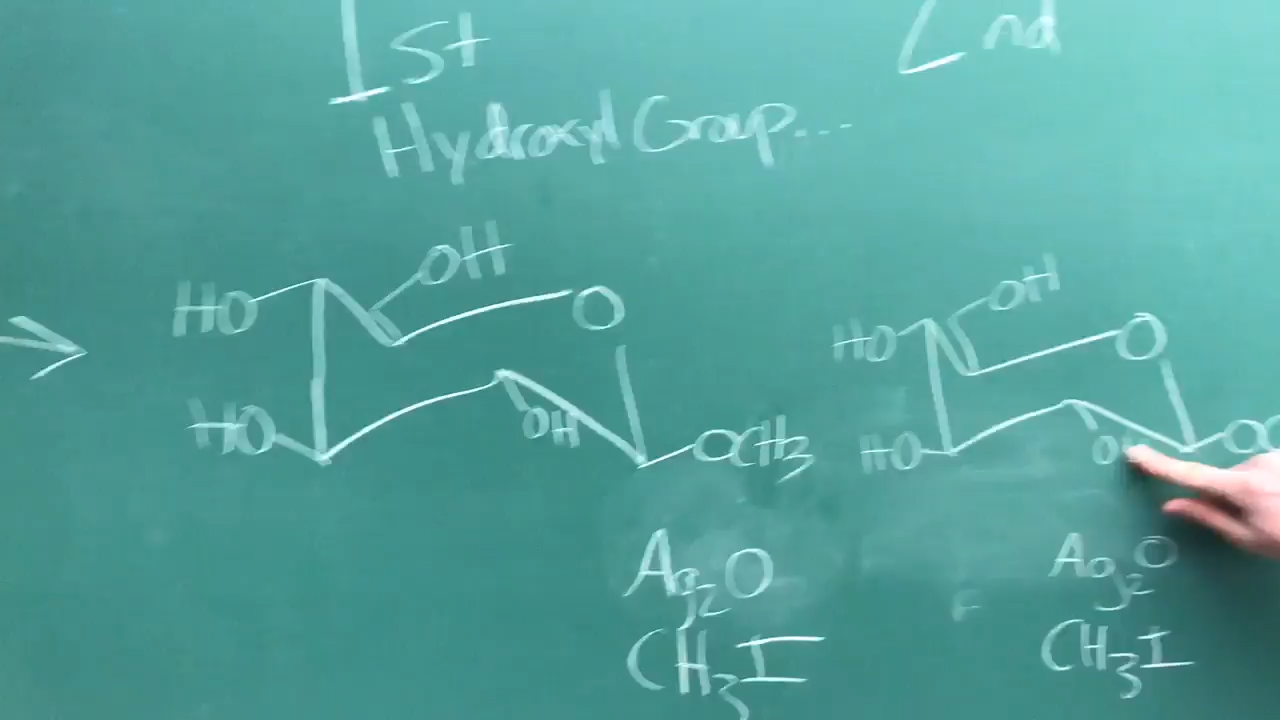 1st
2nd
Hydroxyl Group...
OH
HO
O
HO
OH
OCH3
OH
HO
O
HO
OH
Ag2O
CH3I
Ag2O
CH3I